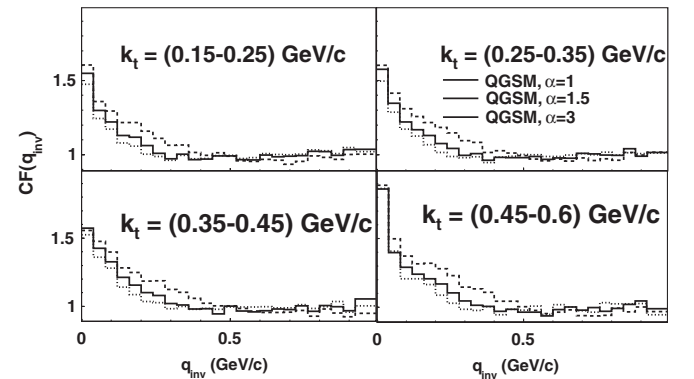 k_t = (0.15-0.25) GeV/c
k_t = (0.25-0.35) GeV/c
QGSM, α=1
QGSM, α=1.5
QGSM, α=3
1.5
1
CF(q_inv)
k_t = (0.35-0.45) GeV/c
k_t = (0.45-0.6) GeV/c
1.5
1
0
0.5
0
0.5
q_inv (GeV/c)
q_inv (GeV/c)